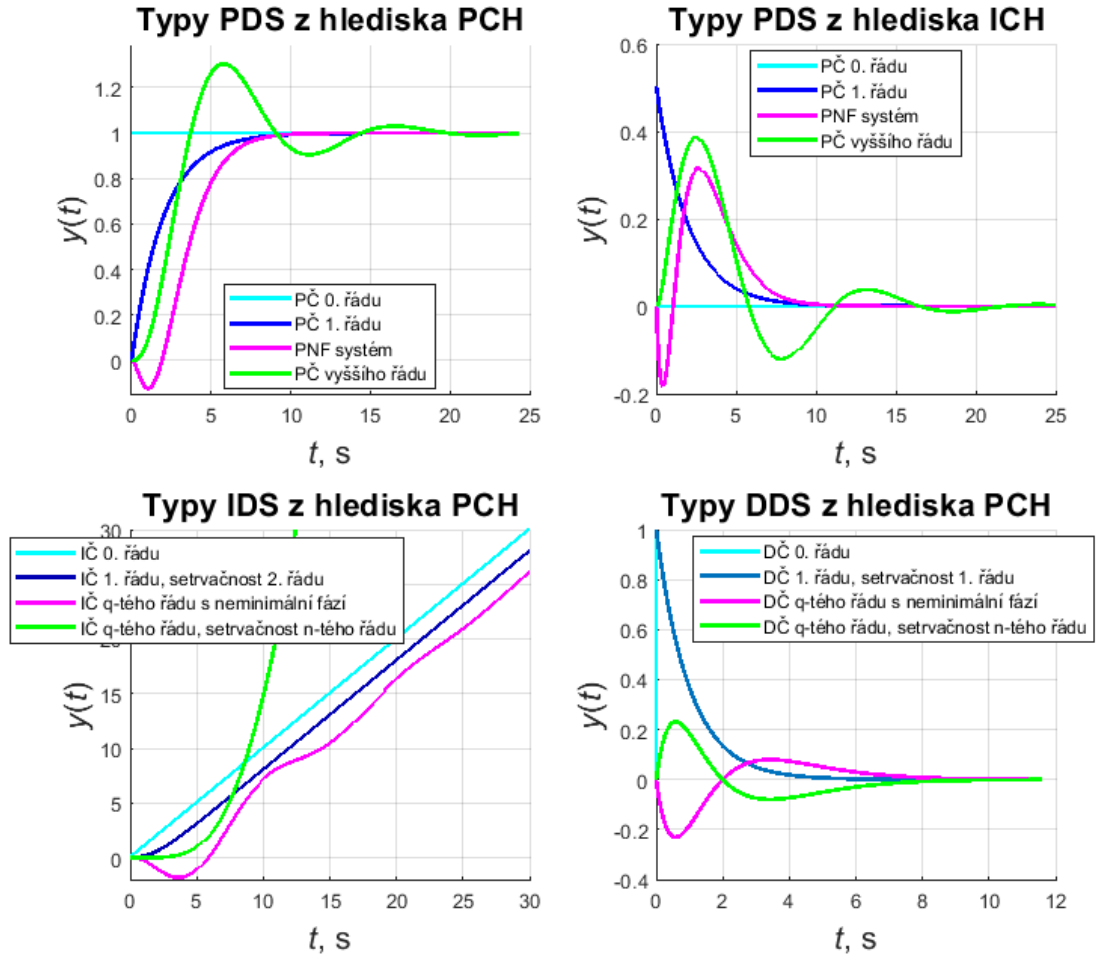 Typy PDS z hlediska PCH
y(t)
1.2
1
0.8
0.6
0.4
0.2
0
PČ 0. řádu
PČ 1. řádu
PNF systém
PČ vyššího řádu
0 5 10 15 20 25
t, s
Typy PDS z hlediska ICH
y(t)
0.6
0.4
0.2
0
-0.2
PČ 0. řádu
PČ 1. řádu
PNF systém
PČ vyššího řádu
0 5 10 15 20 25
t, s
Typy IDS z hlediska PCH
y(t)
30
20
15
10
5
0
IČ 0. řádu
IČ 1. řádu, setrvačnost 2. řádu
IČ q-tého řádu s neminimální fází
IČ q-tého řádu, setrvačnost n-tého řádu
0 5 10 15 20 25 30
t, s
Typy DDS z hlediska PCH
y(t)
1
0.8
0.6
0.4
0.2
0
-0.2
-0.4
DČ 0. řádu
DČ 1. řádu, setrvačnost 1. řádu
DČ q-tého řádu s neminimální fází
DČ q-tého řádu, setrvačnost n-tého řádu
0 2 4 6 8 10 12
t, s